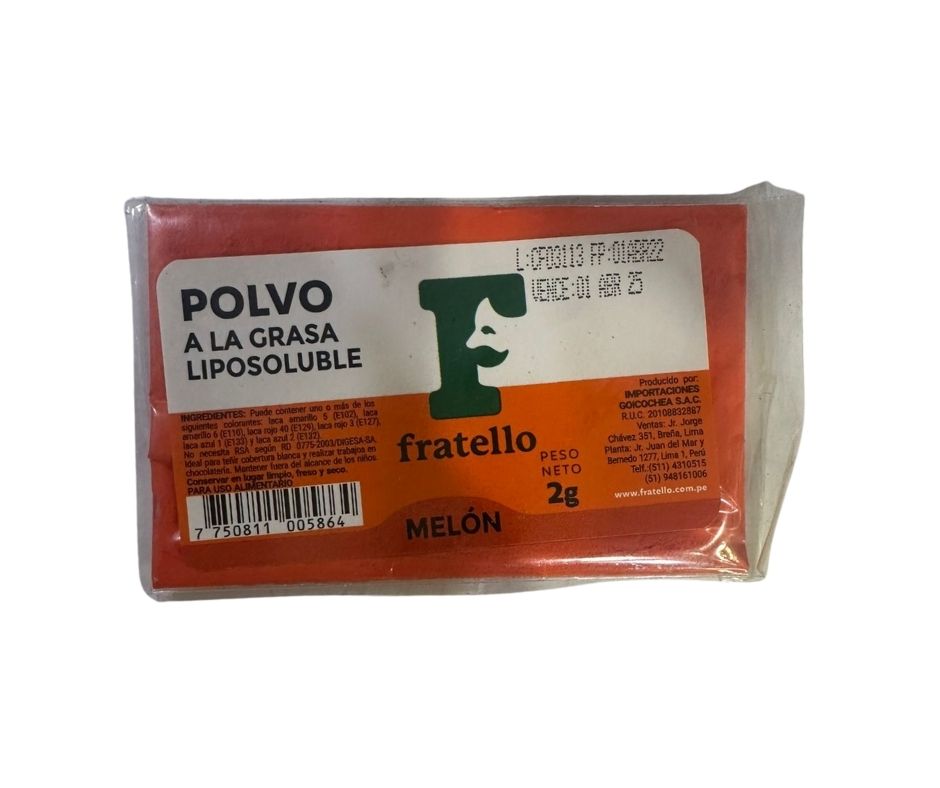 L:OF03113 FP:01ABR22
VENCE:01 ABR 25
POLVO
A LA GRASA
LIPOSOLUBLE
F
fratello
PESO
NETO
2g
MELÓN
INGREDIENTES: Puede contener uno o más de los
siguientes colorantes: laca amarillo 5 (E102), laca
amarillo 6 (E110), laca rojo 40 (E129), laca rojo 3 (E127),
laca azul 1 (E133) y laca azul 2 (E132).
No necesita RSA según RD 0775-2003/DIGESA-SA.
Ideal para teñir cobertura blanca y realizar trabajos en
chocolatería. Mantener fuera del alcance de los niños.
Conservar en lugar limpio, freso y seco.
PARA USO ALIMENTARIO
7 750811 005864
Producido por:
IMPORTACIONES
GOICOCHEA S.A.C.
R.U.C. 20108832887
Ventas: Jr. Jorge
Chávez 351, Breña, Lima
Planta: Jr. Juan del Mar y
Bernedo 1277, Lima 1, Perú
Telf.:(511) 4310515
(51) 948161006
www.fratello.com.pe